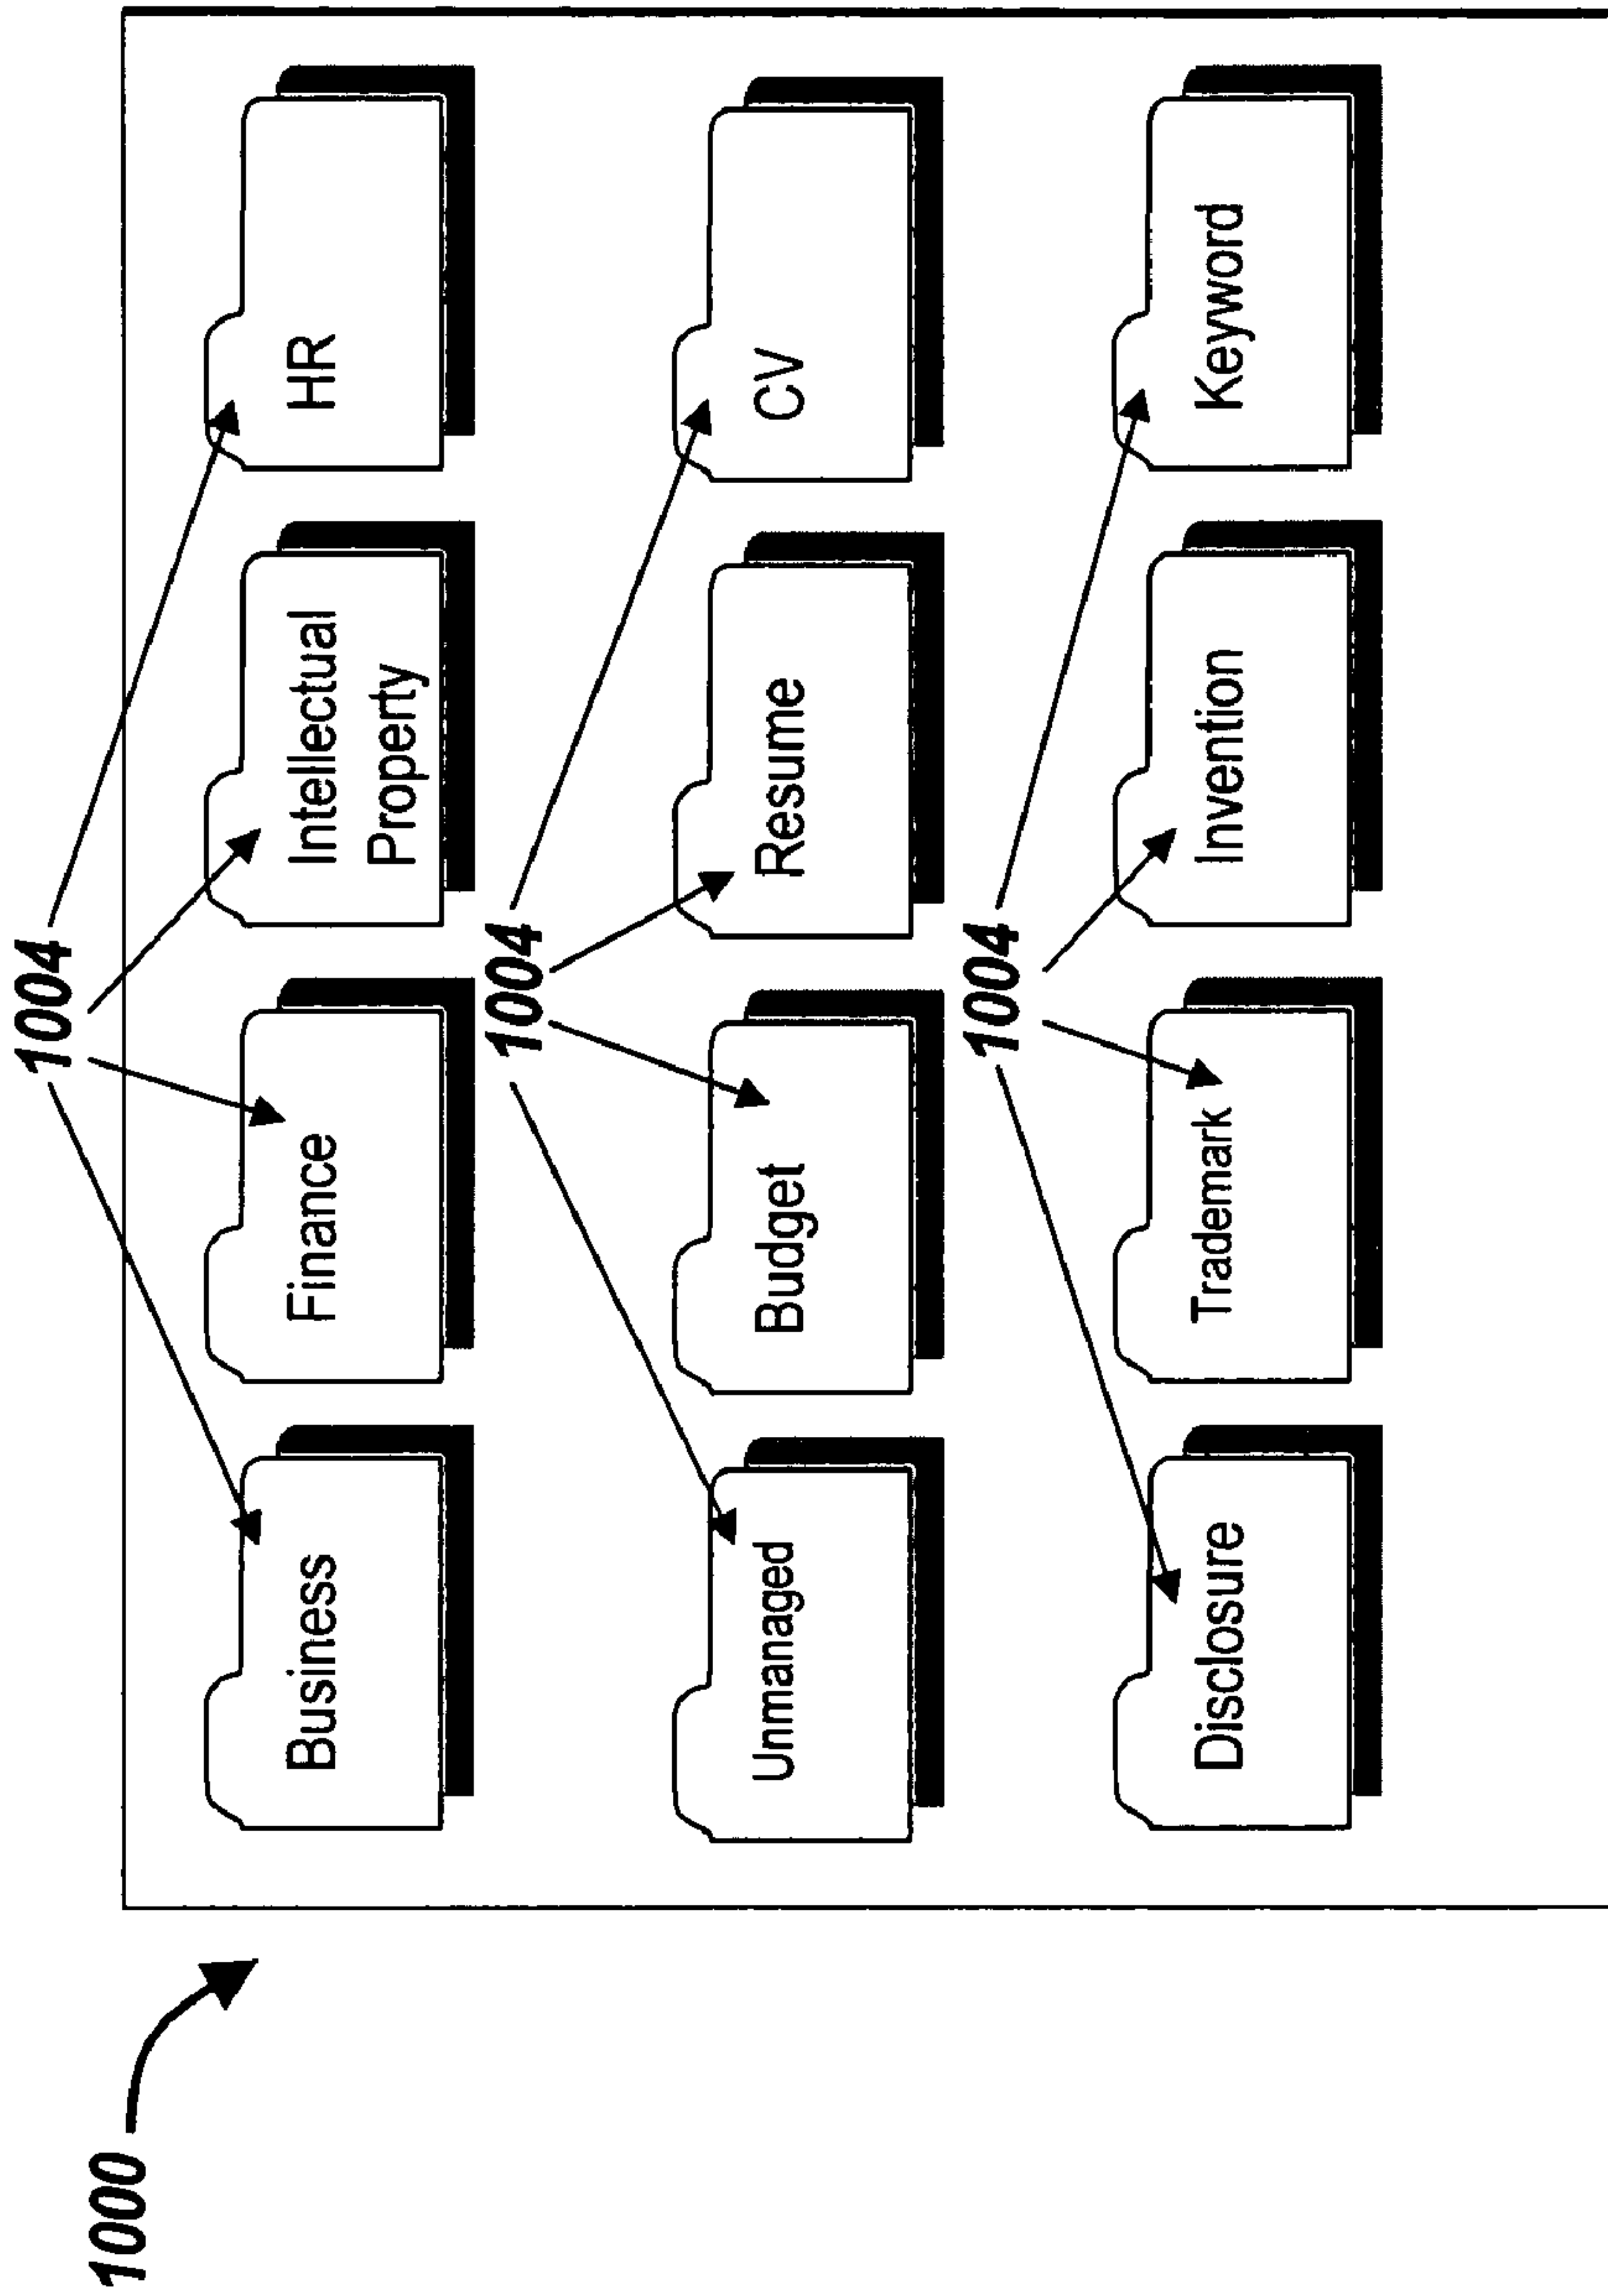 1000
1004
Business
Finance
Intellectual
Property
HR
1004
Unmanaged
Budget
Resume
CV
1004
Disclosure
Trademark
Invention
Keyword